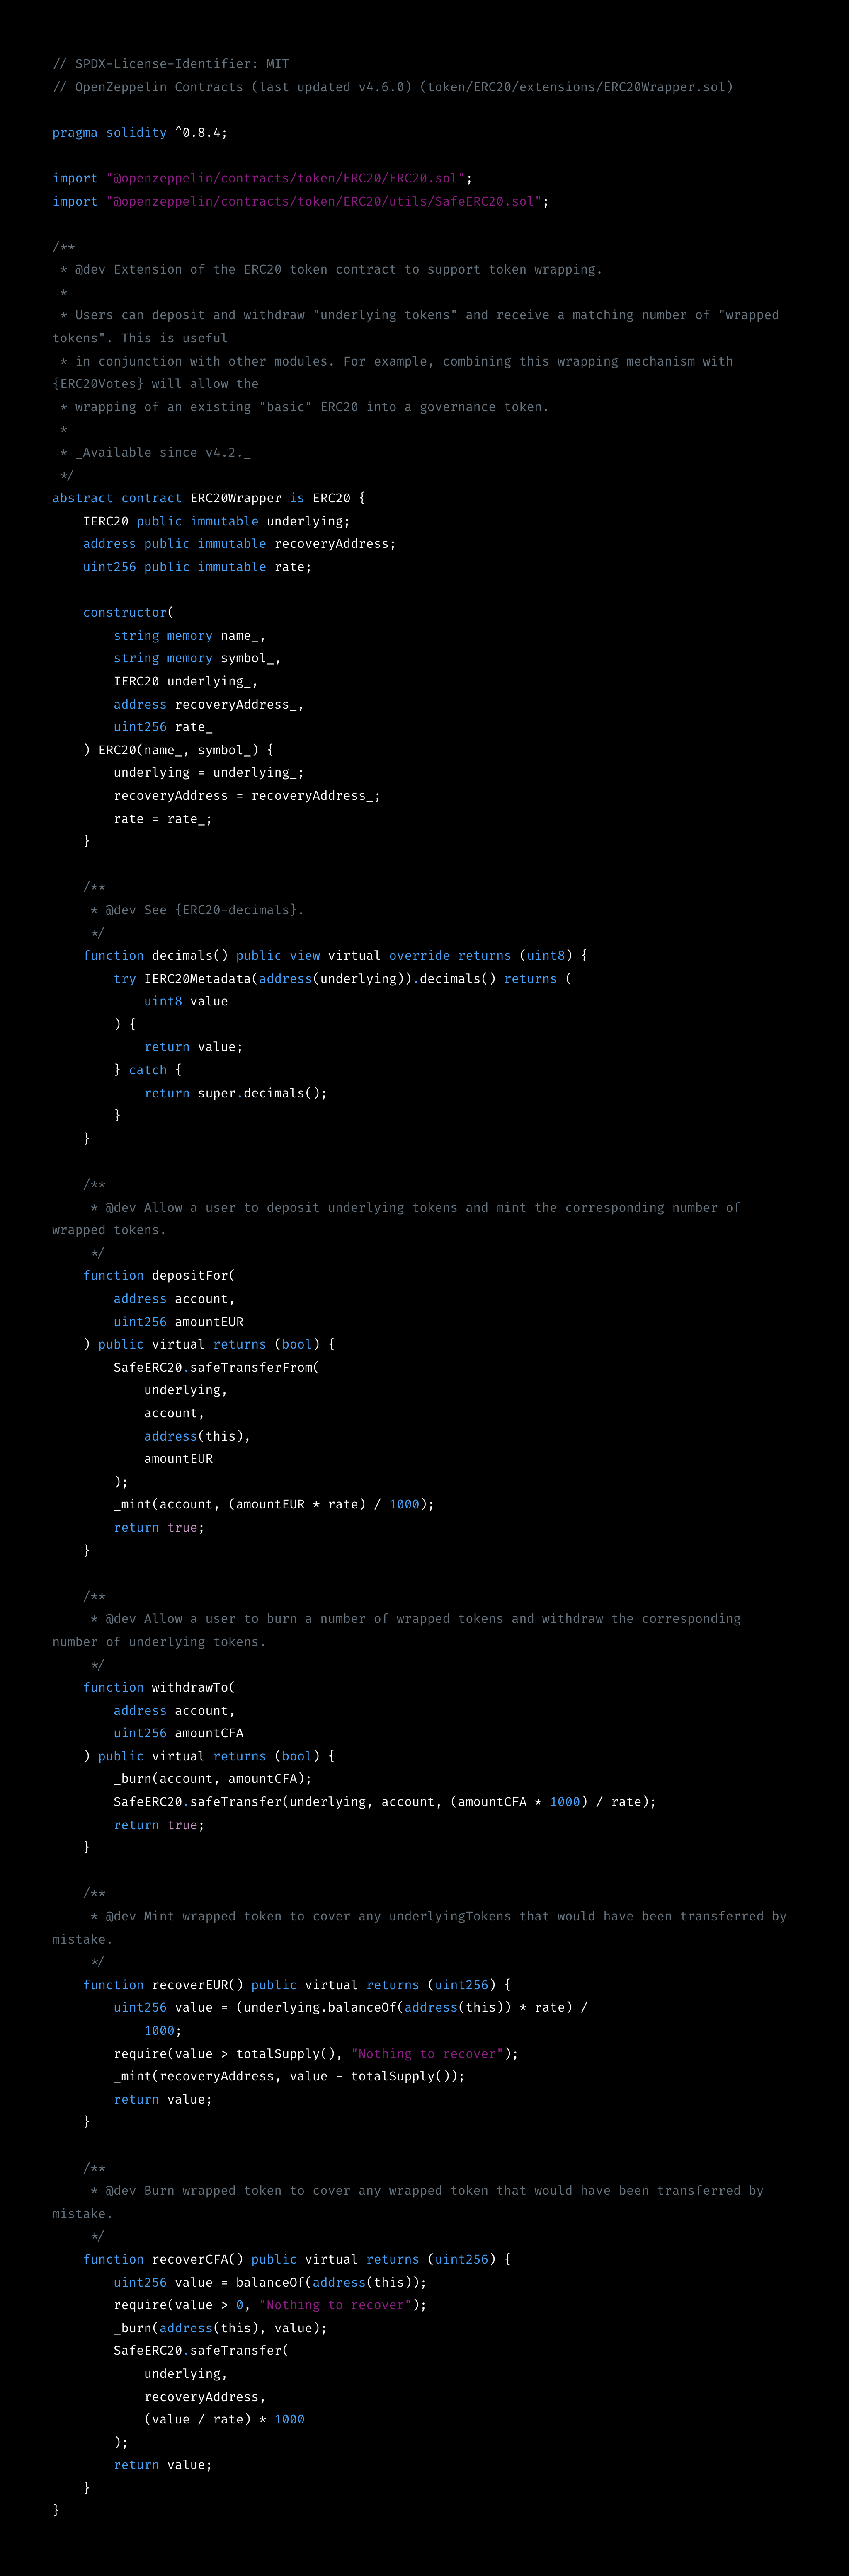 // SPDX-License-Identifier: MIT
// OpenZeppelin Contracts (last updated v4.6.0) (token/ERC20/extensions/ERC20Wrapper.sol)

pragma solidity ^0.8.4;

import "@openzeppelin/contracts/token/ERC20/ERC20.sol";
import "@openzeppelin/contracts/token/ERC20/utils/SafeERC20.sol";

/**
 * @dev Extension of the ERC20 token contract to support token wrapping.
 *
 * Users can deposit and withdraw "underlying tokens" and receive a matching number of "wrapped
tokens". This is useful
 * in conjunction with other modules. For example, combining this wrapping mechanism with
{ERC20Votes} will allow the
 * wrapping of an existing "basic" ERC20 into a governance token.
 *
 * _Available since v4.2._
 */
abstract contract ERC20Wrapper is ERC20 {
    IERC20 public immutable underlying;
    address public immutable recoveryAddress;
    uint256 public immutable rate;

    constructor(
        string memory name_,
        string memory symbol_,
        IERC20 underlying_,
        address recoveryAddress_,
        uint256 rate_
    ) ERC20(name_, symbol_) {
        underlying = underlying_;
        recoveryAddress = recoveryAddress_;
        rate = rate_;
    }

    /**
     * @dev See {ERC20-decimals}.
     */
    function decimals() public view virtual override returns (uint8) {
        try IERC20Metadata(address(underlying)).decimals() returns (
            uint8 value
        ) {
            return value;
        } catch {
            return super.decimals();
        }
    }

    /**
     * @dev Allow a user to deposit underlying tokens and mint the corresponding number of
wrapped tokens.
     */
    function depositFor(
        address account,
        uint256 amountEUR
    ) public virtual returns (bool) {
        SafeERC20.safeTransferFrom(
            underlying,
            account,
            address(this),
            amountEUR
        );
        _mint(account, (amountEUR * rate) / 1000);
        return true;
    }

    /**
     * @dev Allow a user to burn a number of wrapped tokens and withdraw the corresponding
number of underlying tokens.
     */
    function withdrawTo(
        address account,
        uint256 amountCFA
    ) public virtual returns (bool) {
        _burn(account, amountCFA);
        SafeERC20.safeTransfer(underlying, account, (amountCFA * 1000) / rate);
        return true;
    }

    /**
     * @dev Mint wrapped token to cover any underlyingTokens that would have been transferred by
mistake.
     */
    function recoverEUR() public virtual returns (uint256) {
        uint256 value = (underlying.balanceOf(address(this)) * rate) /
            1000;
        require(value > totalSupply(), "Nothing to recover");
        _mint(recoveryAddress, value - totalSupply());
        return value;
    }

    /**
     * @dev Burn wrapped token to cover any wrapped token that would have been transferred by
mistake.
     */
    function recoverCFA() public virtual returns (uint256) {
        uint256 value = balanceOf(address(this));
        require(value > 0, "Nothing to recover");
        _burn(address(this), value);
        SafeERC20.safeTransfer(
            underlying,
            recoveryAddress,
            (value / rate) * 1000
        );
        return value;
    }
}